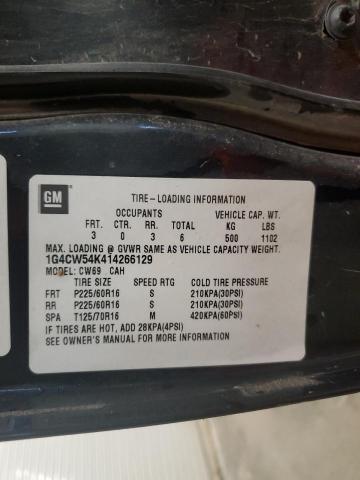 GM
TIRE-LOADING INFORMATION
OCCUPANTS VEHICLE CAP. WT.
FRT. CTR. RR. TOTAL KG LBS
3 0 3 6 500 1102
MAX. LOADING @ GVWR SAME AS VEHICLE CAPACITY WEIGHT.
1G4CW54K414266129
MODEL: CW69 CAH
TIRE SIZE SPEED RTG COLD TIRE PRESSURE
FRT P225/60R16 S 210KPA(30PSI)
RR P225/60R16 S 210KPA(30PSI)
SPA T125/70R16 M 420KPA(60PSI)
IF TIRES ARE HOT, ADD 28KPA(4PSI)
SEE OWNER'S MANUAL FOR MORE INFORMATION.